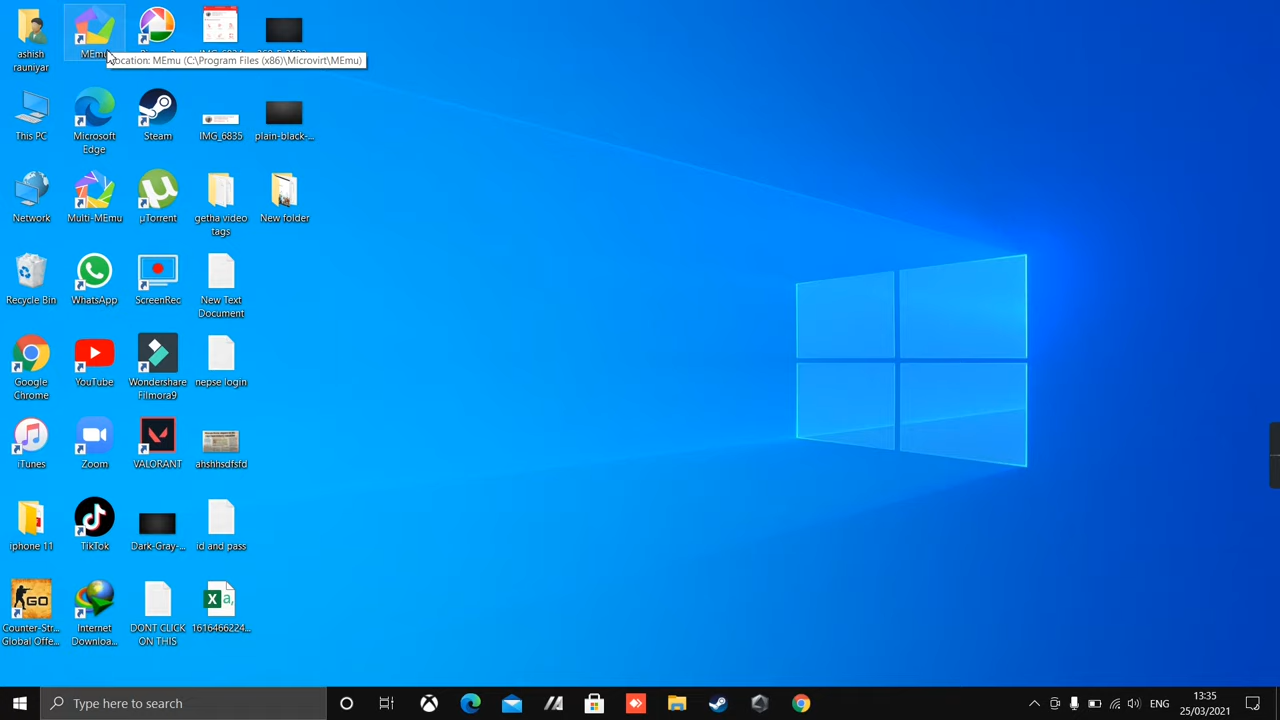 ashish
rauniyar
MEmu
Location: MEmu (C:\Program Files (x86)\Microvirt\MEmu)
This PC
Microsoft
Edge
Steam
IMG_6835
plain-black-...
Network
Multi-MEmu
µTorrent
getha video
tags
New folder
Recycle Bin
WhatsApp
ScreenRec
New Text
Document
Google
Chrome
YouTube
Wondershare
Filmora9
nepse login
iTunes
Zoom
VALORANT
ahshhsdfsfd
iphone 11
TikTok
Dark-Gray-...
id and pass
GO
Counter-Str...
Global Offe...
Internet
Downloa...
DONT CLICK
ON THIS
1616466224...
Type here to search
ENG
13:35
25/03/2021